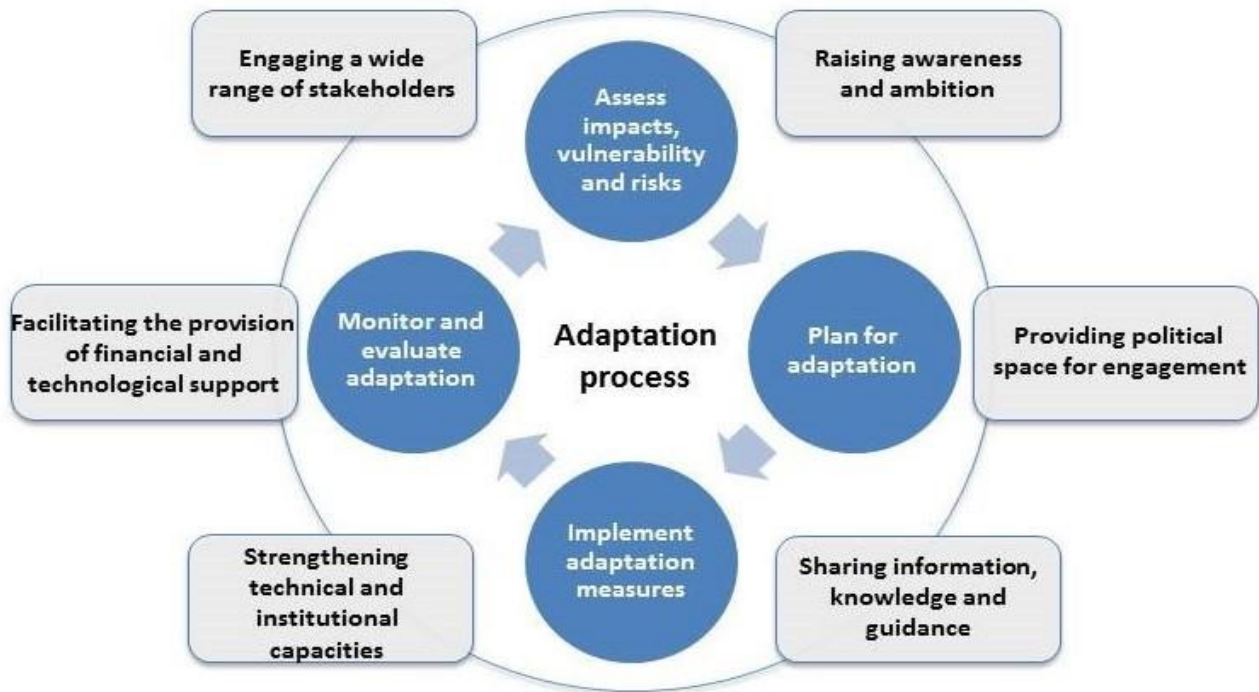 Engaging a wide
range of stakeholders
Assess
impacts,
vulnerability
and risks
Raising awareness
and ambition
Facilitating the provision
of financial and
technological support
Monitor and
evaluate
adaptation
Adaptation
process
Plan for
adaptation
Providing political
space for engagement
Strengthening
technical and
institutional
capacities
Implement
adaptation
measures
Sharing information,
knowledge and
guidance